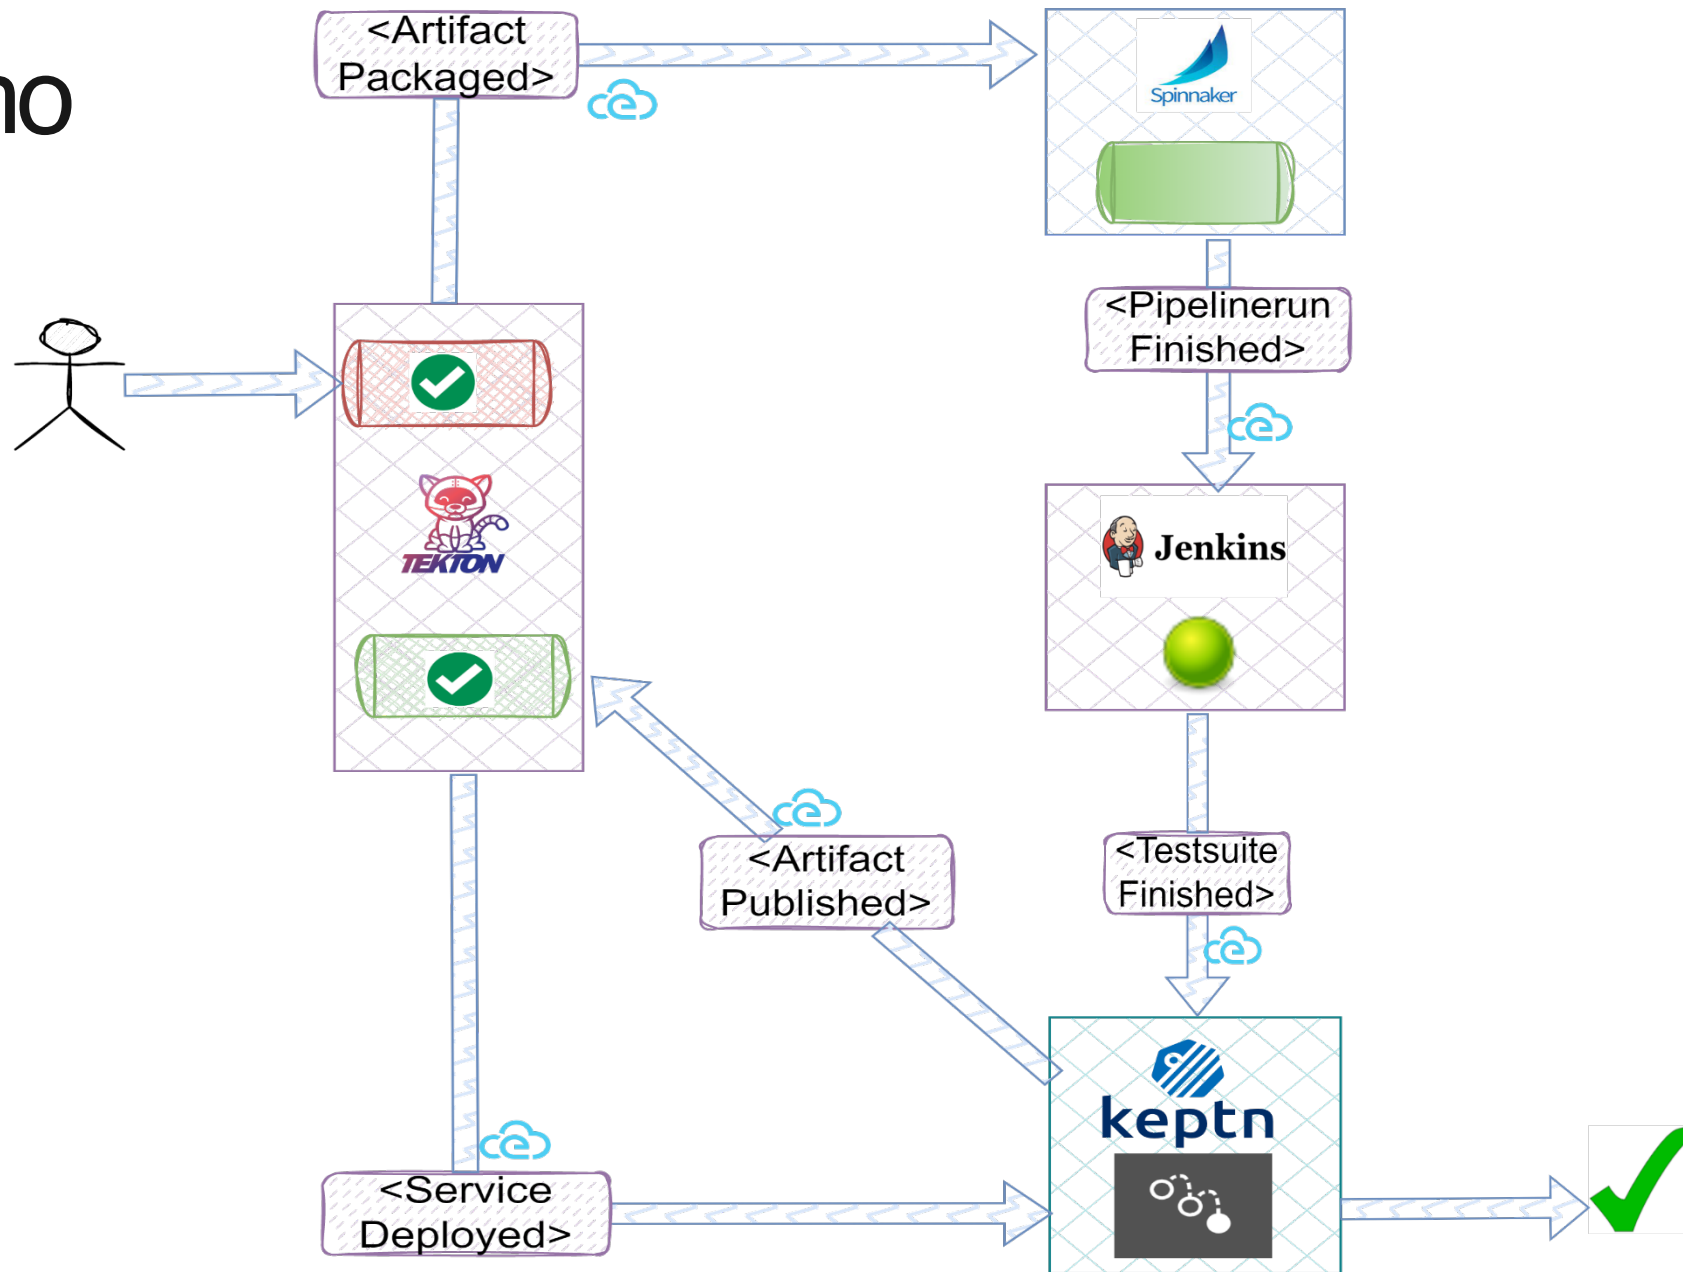 no
<Artifact
Packaged>
Spinnaker
<Pipelinerun
Finished>
TEKTON
Jenkins
<Artifact
Published>
<Testsuite
Finished>
keptn
<Service
Deployed>